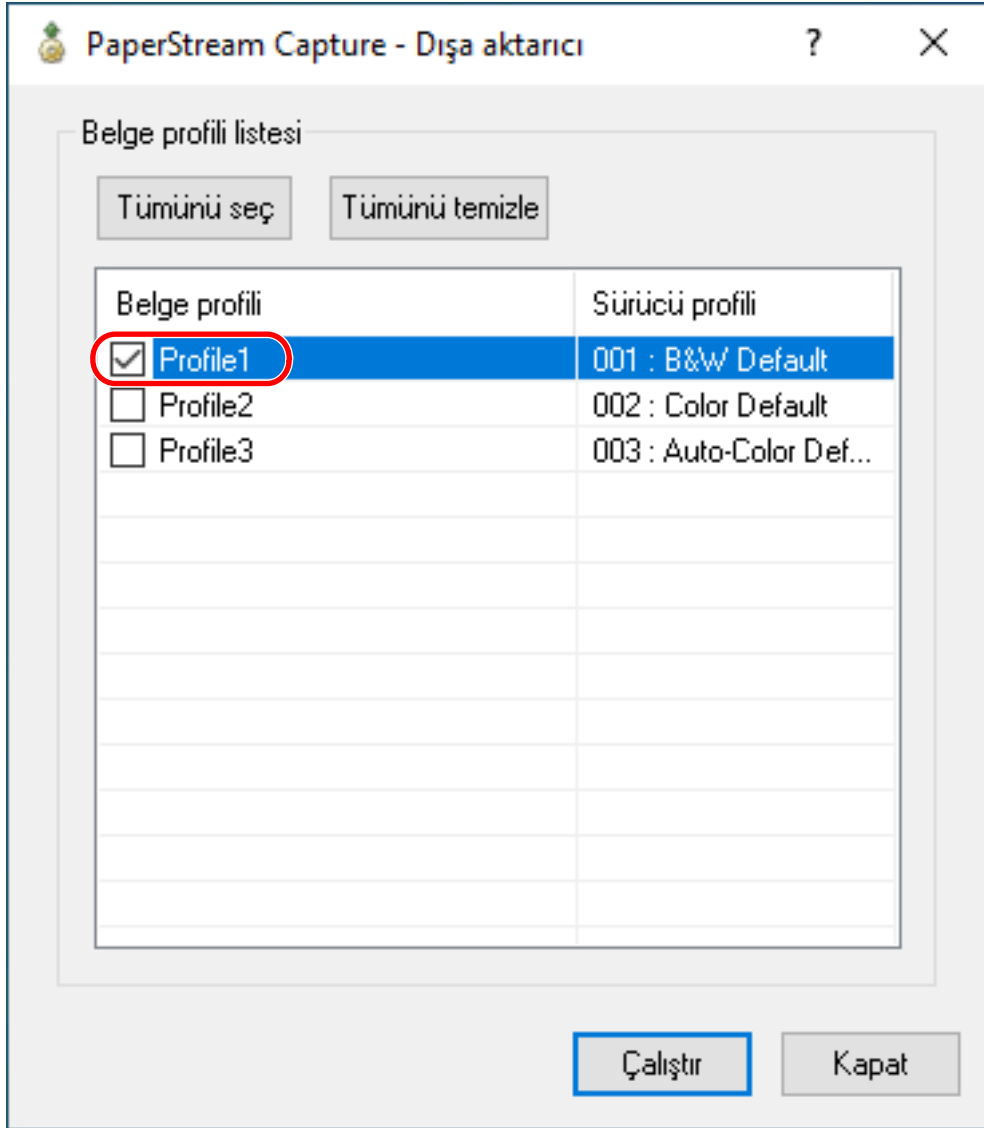 PaperStream Capture - Dışa aktarıcı ?
Belge profili listesi
Tümünü seç Tümünü temizle
Belge profili Sürücü profili
Profile1 001 : B&W Default
Profile2 002 : Color Default
Profile3 003 : Auto-Color Def...
Çalıştır Kapat